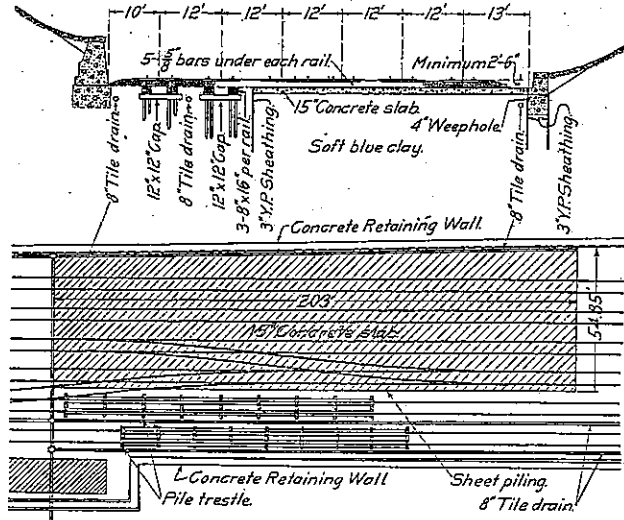 10' 12' 12' 12' 12' 12' 13'
5-5/8" bars under each rail.
Minimum 2'-6"
15" Concrete slab.
4" Weephole.
Soft blue clay.
8" Tile drain.
12"x12" Cap.
8" Tile drain.
12"x12" Cap.
3-8"x16" per rail.
3" Y.P. Sheathing.
8" Tile drain.
3" Y.P. Sheathing.
Concrete Retaining Wall.
203'
15" Concrete slab.
54.85'
Concrete Retaining Wall
Pile trestle.
Sheet piling.
8" Tile drain.